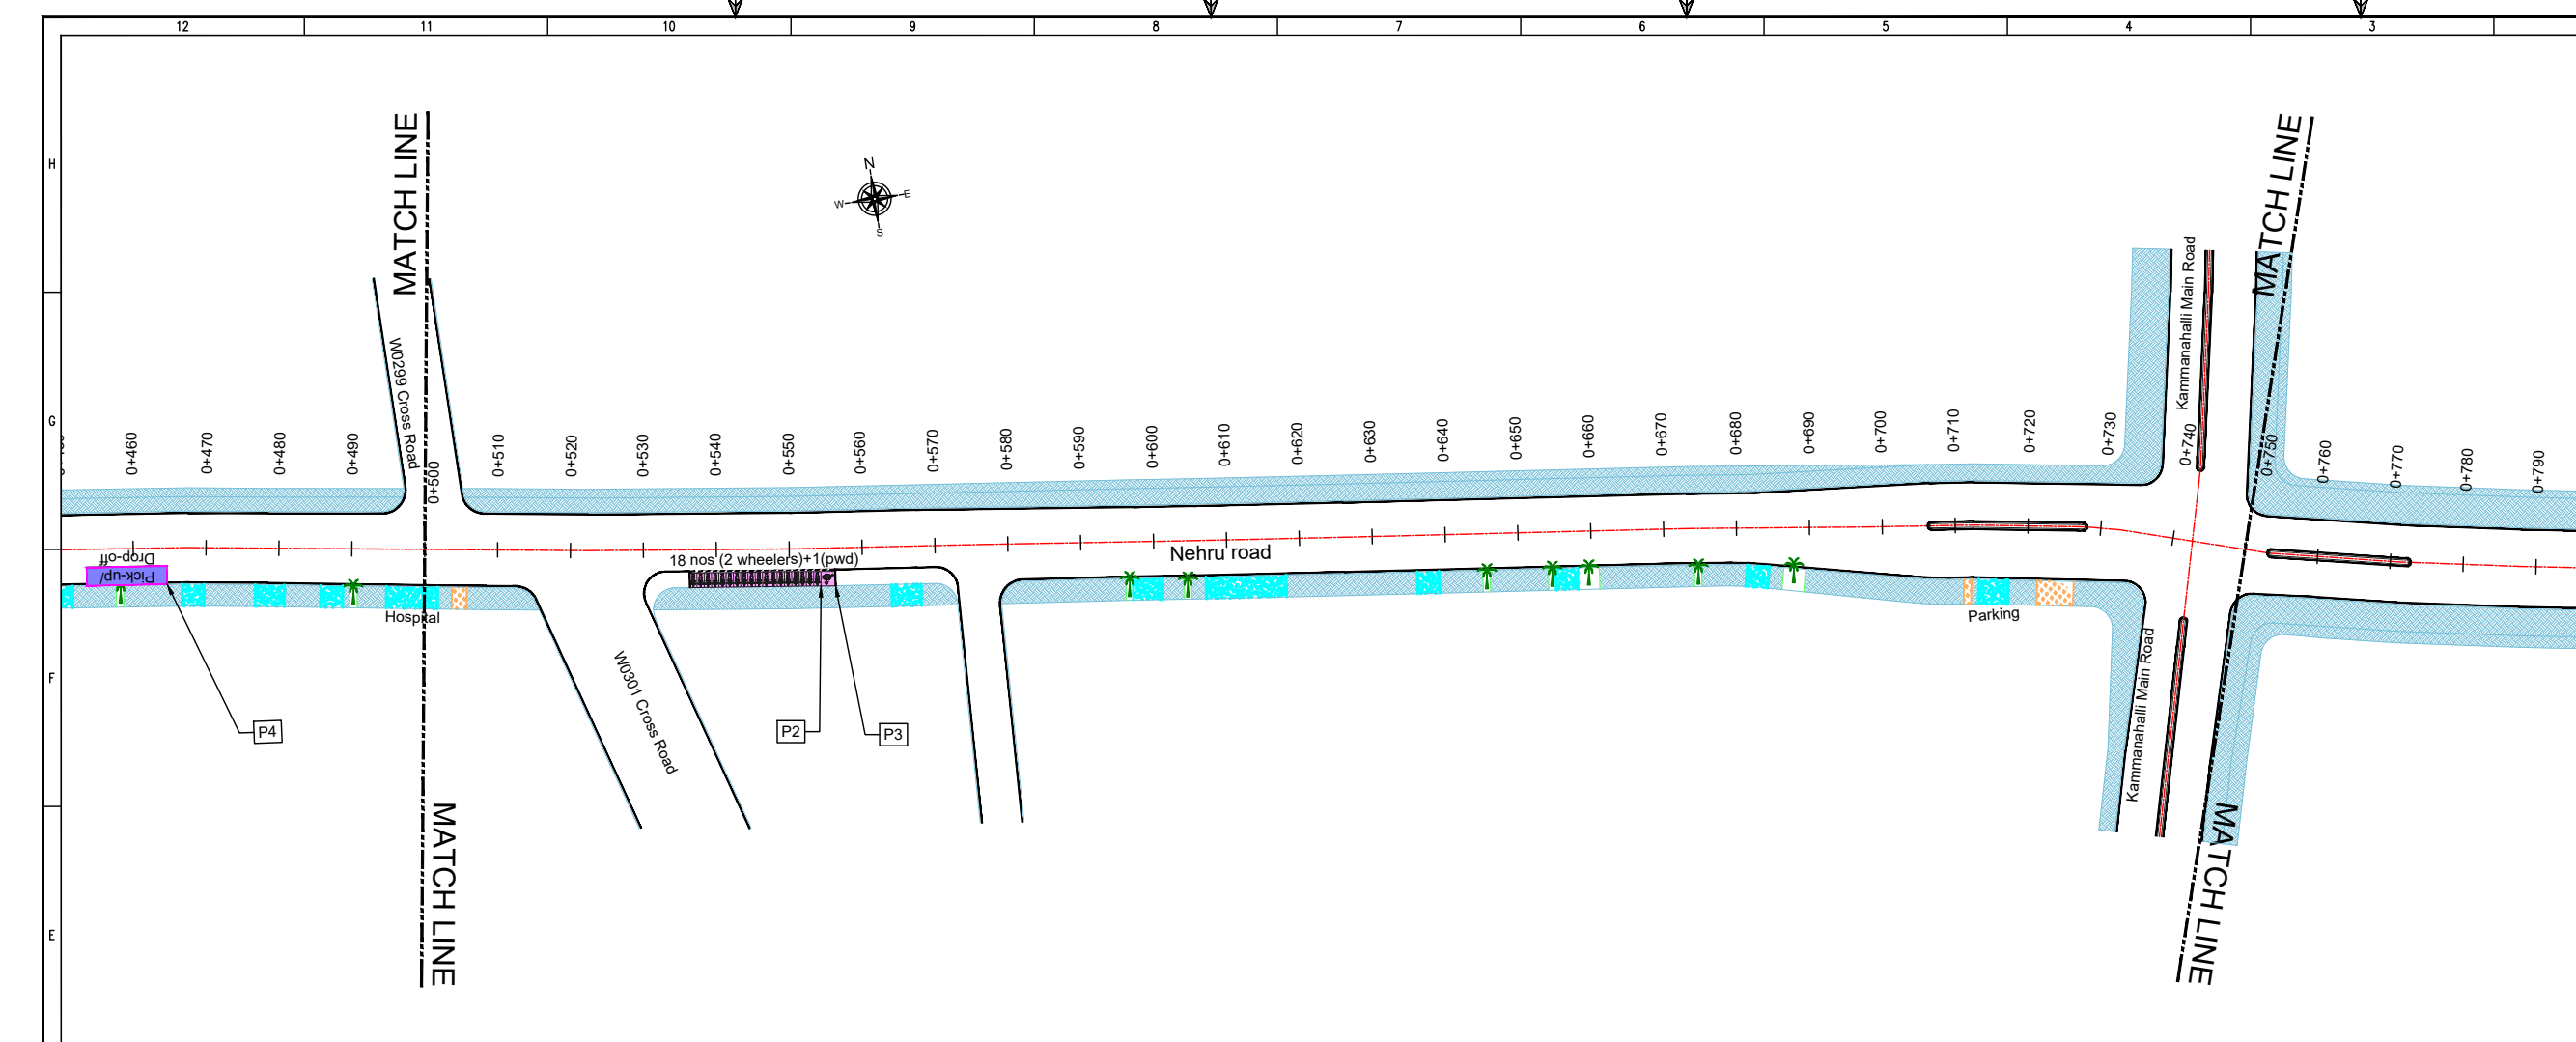 12 11 10 9 8 7 6 5 4 3
H
G
F
E
MATCH LINE
MATCH LINE
N
W
E
S
W0299 Cross Road
Kammanahalli Main Road
0+460 0+470 0+480 0+490 0+500 0+510 0+520 0+530 0+540 0+550 0+560 0+570 0+580 0+590 0+600 0+610 0+620 0+630 0+640 0+650 0+660 0+670 0+680 0+690 0+700 0+710 0+720 0+730 0+740 0+750 0+760 0+770 0+780 0+790
Pick-up/
Drop-off
18 nos (2 wheelers)+1(pwd)
Nehru road
Hospital
Parking
W0301 Cross Road
Kammanahalli Main Road
P4
P2
P3
MATCH LINE
MATCH LINE